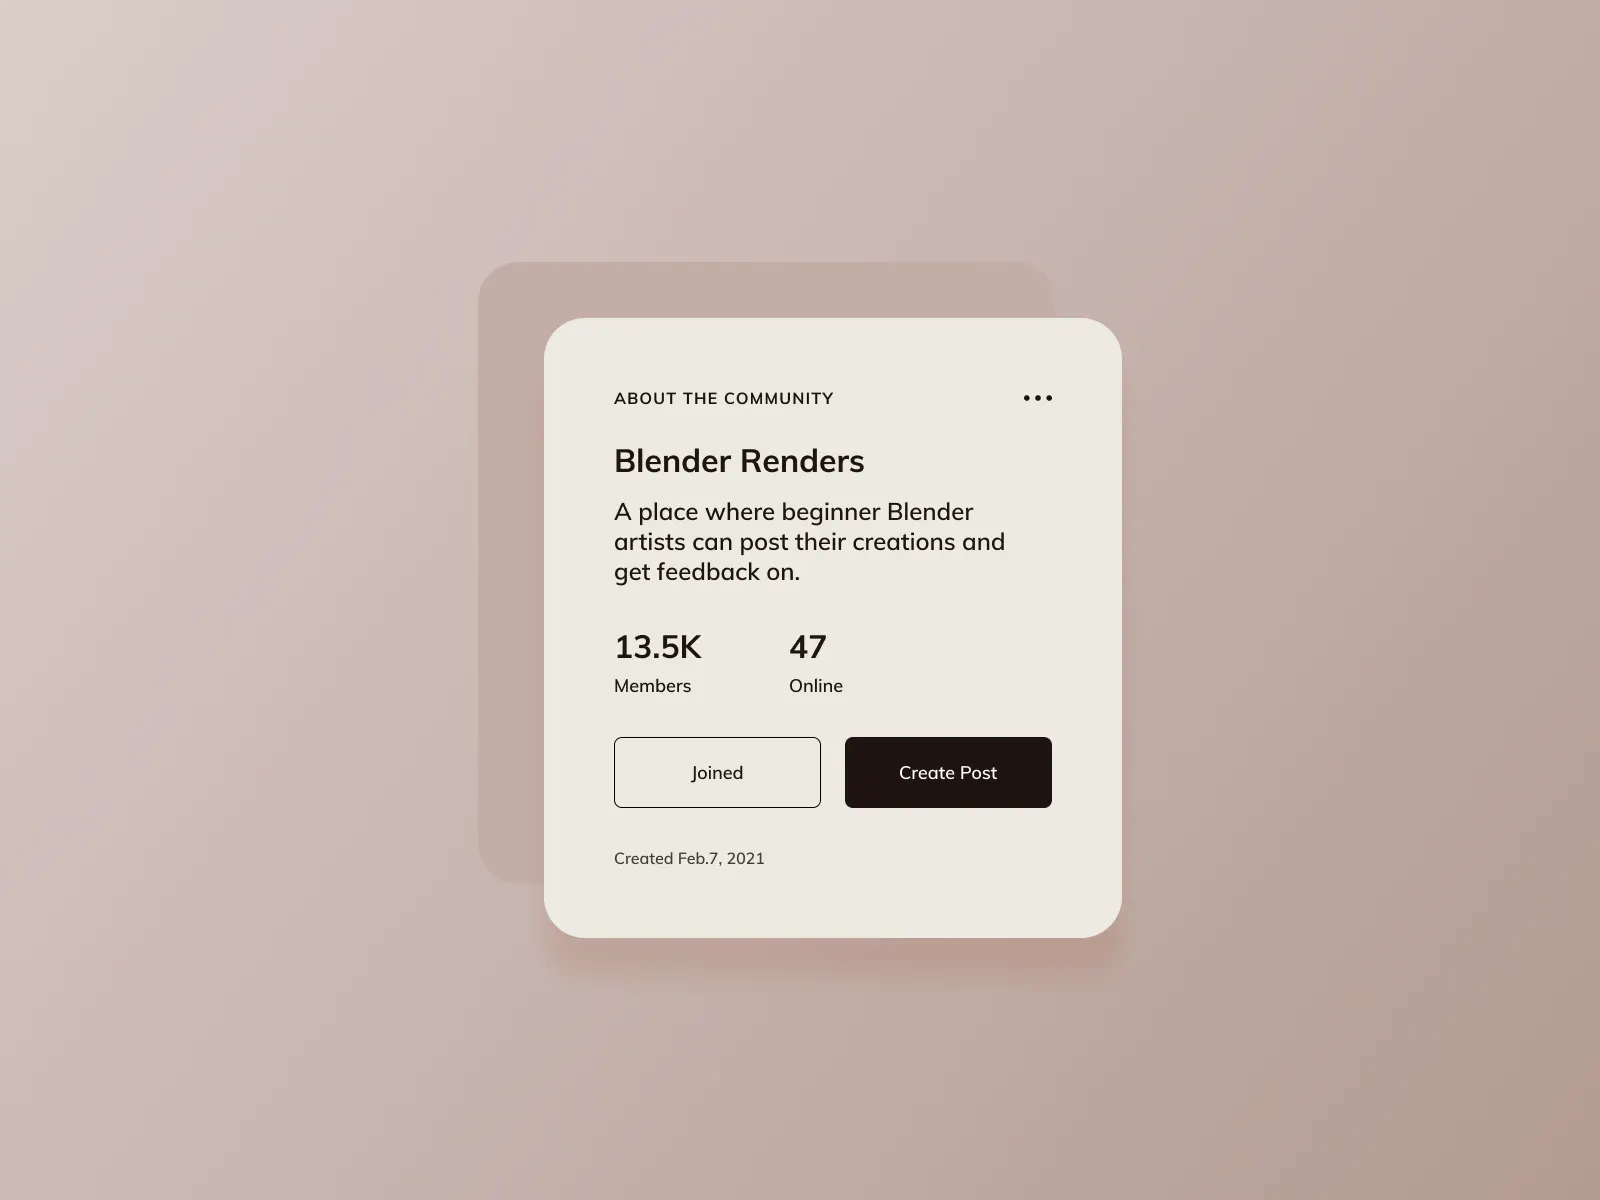 ABOUT THE COMMUNITY
Blender Renders
A place where beginner Blender
artists can post their creations and
get feedback on.
13.5K
Members
47
Online
Joined
Create Post
Created Feb.7, 2021